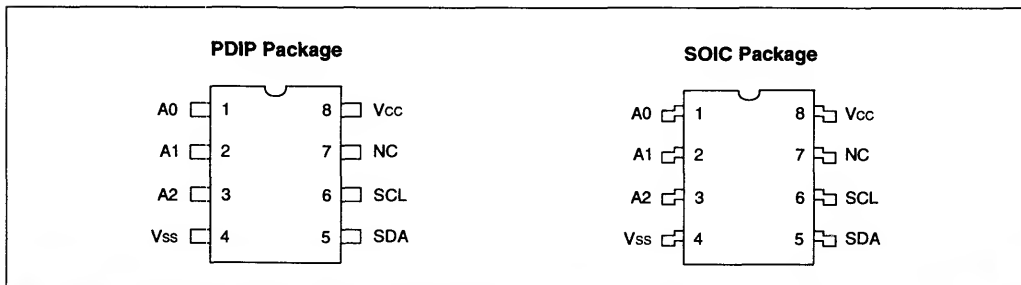 PDIP Package
A0 1 8 Vcc
A1 2 7 NC
A2 3 6 SCL
Vss 4 5 SDA
SOIC Package
A0 1 8 Vcc
A1 2 7 NC
A2 3 6 SCL
Vss 4 5 SDA